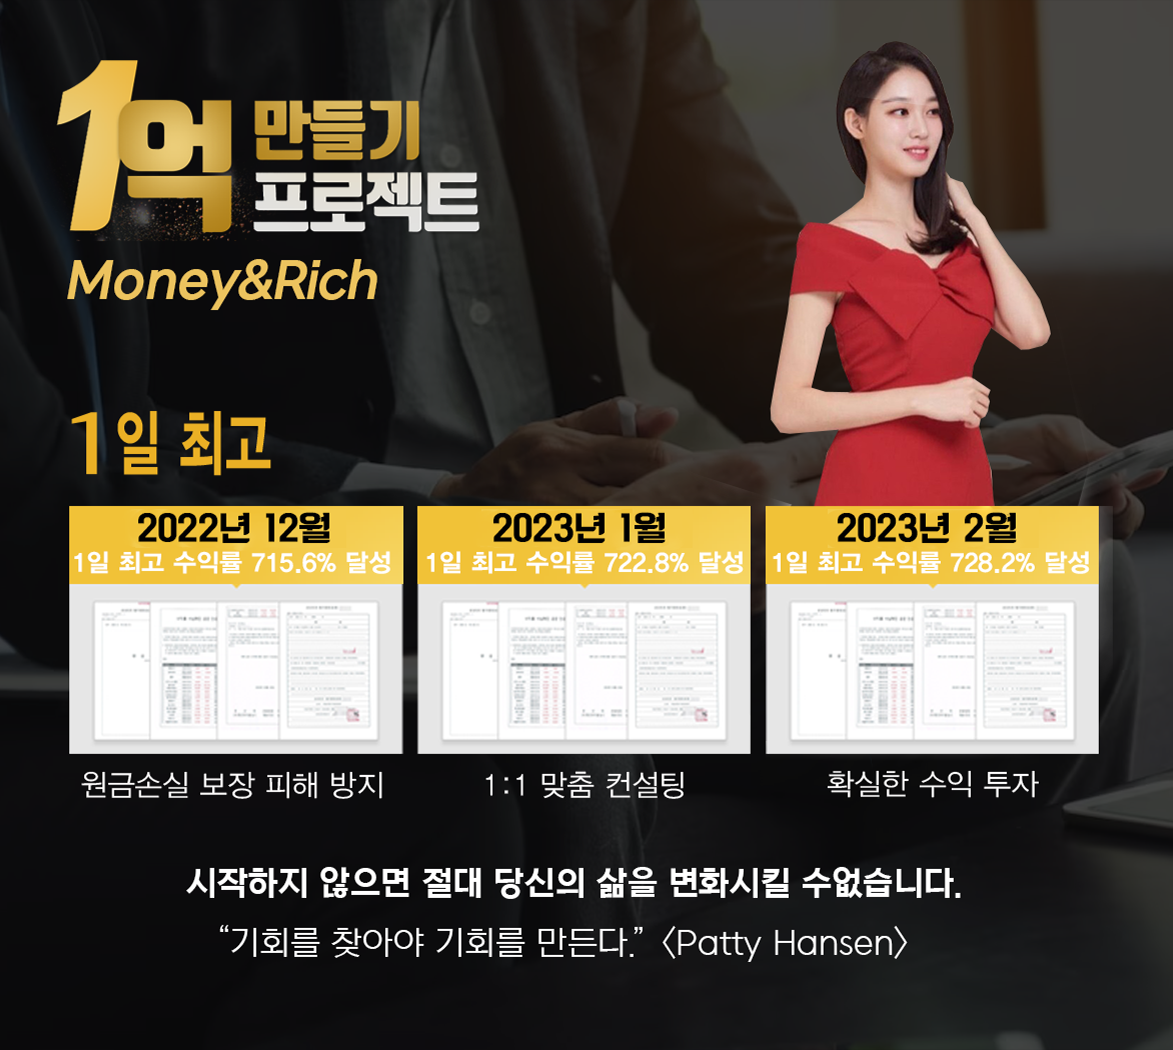 1억 만들기
프로젝트
Money&Rich
1일 최고
2022년 12월
1일 최고 수익률 715.6% 달성
2023년 1월
1일 최고 수익률 722.8% 달성
2023년 2월
1일 최고 수익률 728.2% 달성
원금손실 보장 피해 방지
1:1 맞춤 컨설팅
확실한 수익 투자
시작하지 않으면 절대 당신의 삶을 변화시킬 수없습니다.
“기회를 찾아야 기회를 만든다.” <Patty Hansen>